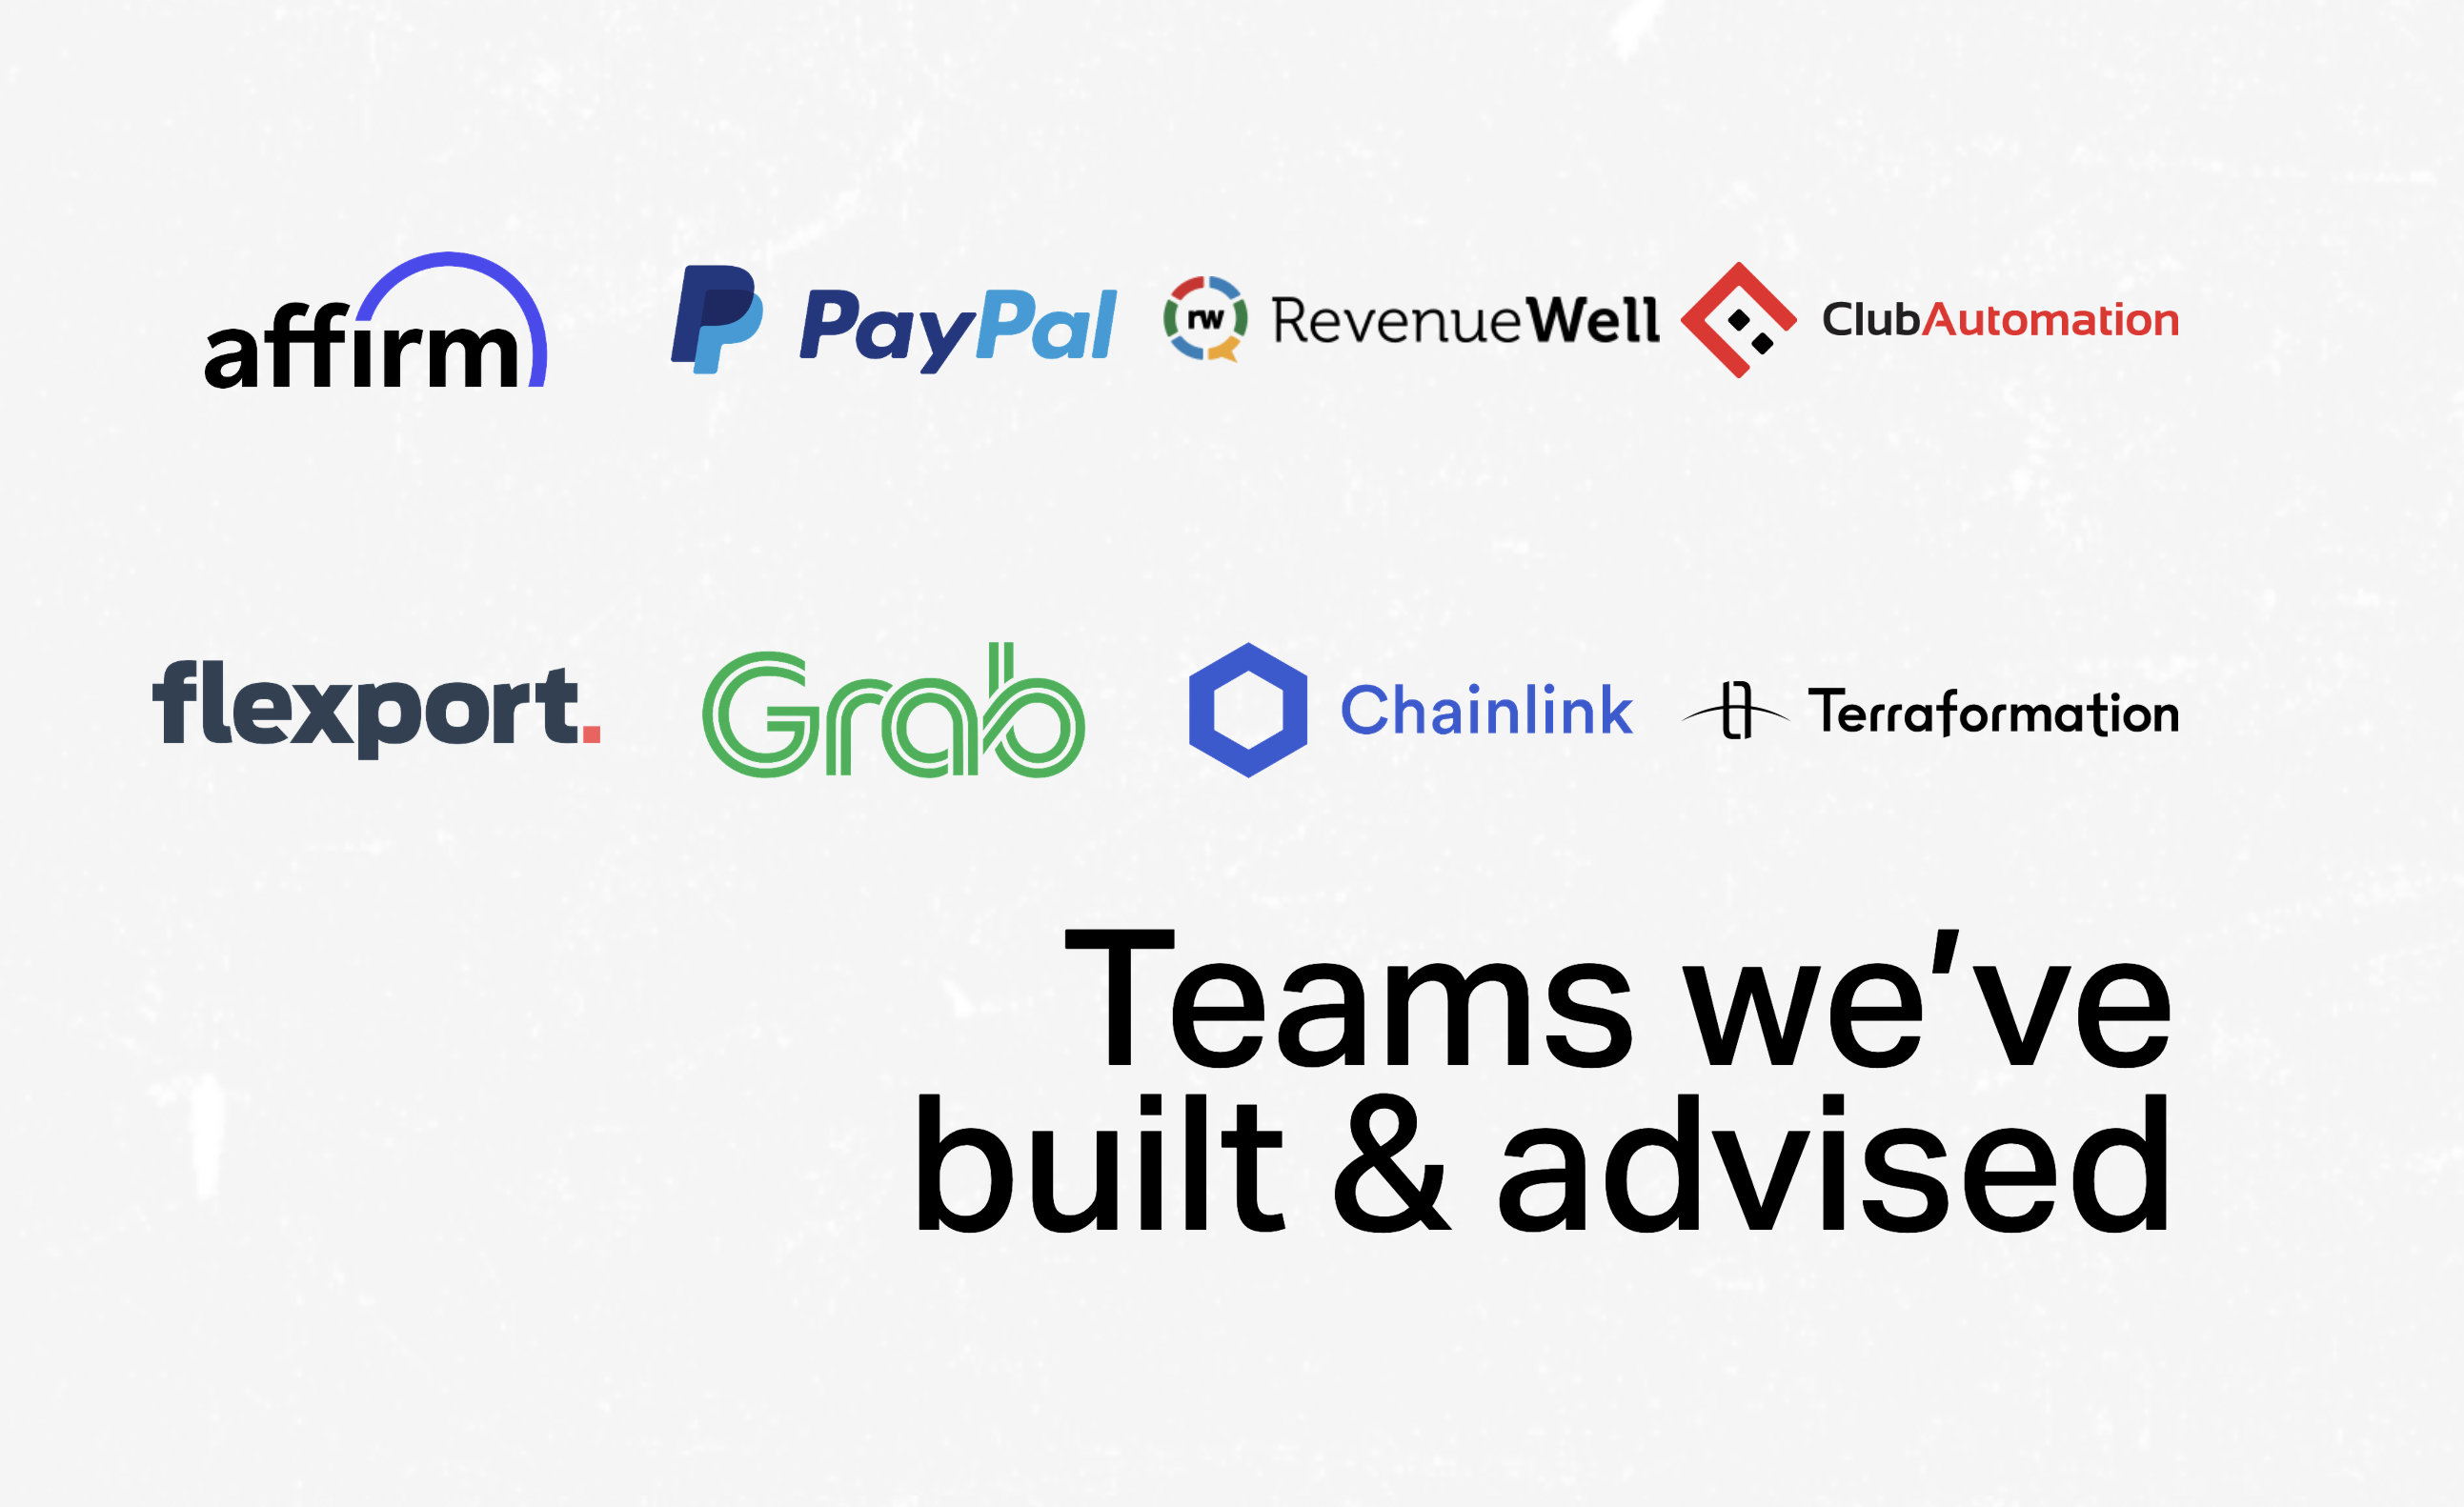 affirm
PayPal
rw RevenueWell
ClubAutomation
flexport.
Grab
Chainlink
Terraformation
Teams we've
built & advised